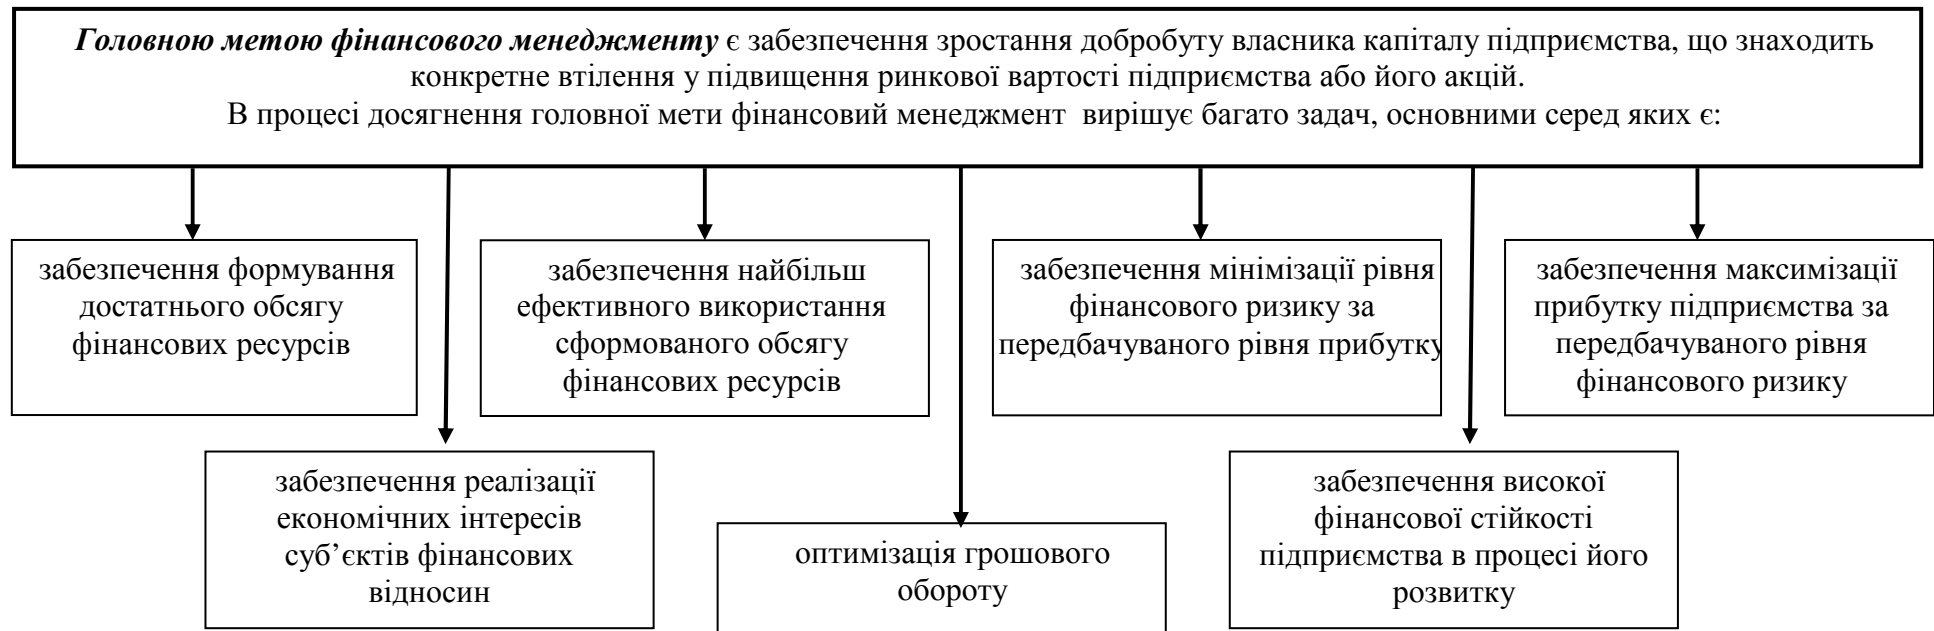 Головною метою фінансового менеджменту є забезпечення зростання добробуту власника капіталу підприємства, що знаходить
конкретне втілення у підвищення ринкової вартості підприємства або його акцій.
В процесі досягнення головної мети фінансовий менеджмент вирішує багато задач, основними серед яких є:
забезпечення формування
достатнього обсягу
фінансових ресурсів
забезпечення найбільш
ефективного використання
сформованого обсягу
фінансових ресурсів
забезпечення мінімізації рівня
фінансового ризику за
передбачуваного рівня прибутку
забезпечення максимізації
прибутку підприємства за
передбачуваного рівня
фінансового ризику
забезпечення реалізації
економічних інтересів
суб’єктів фінансових
відносин
оптимізація грошового
обороту
забезпечення високої
фінансової стійкості
підприємства в процесі його
розвитку